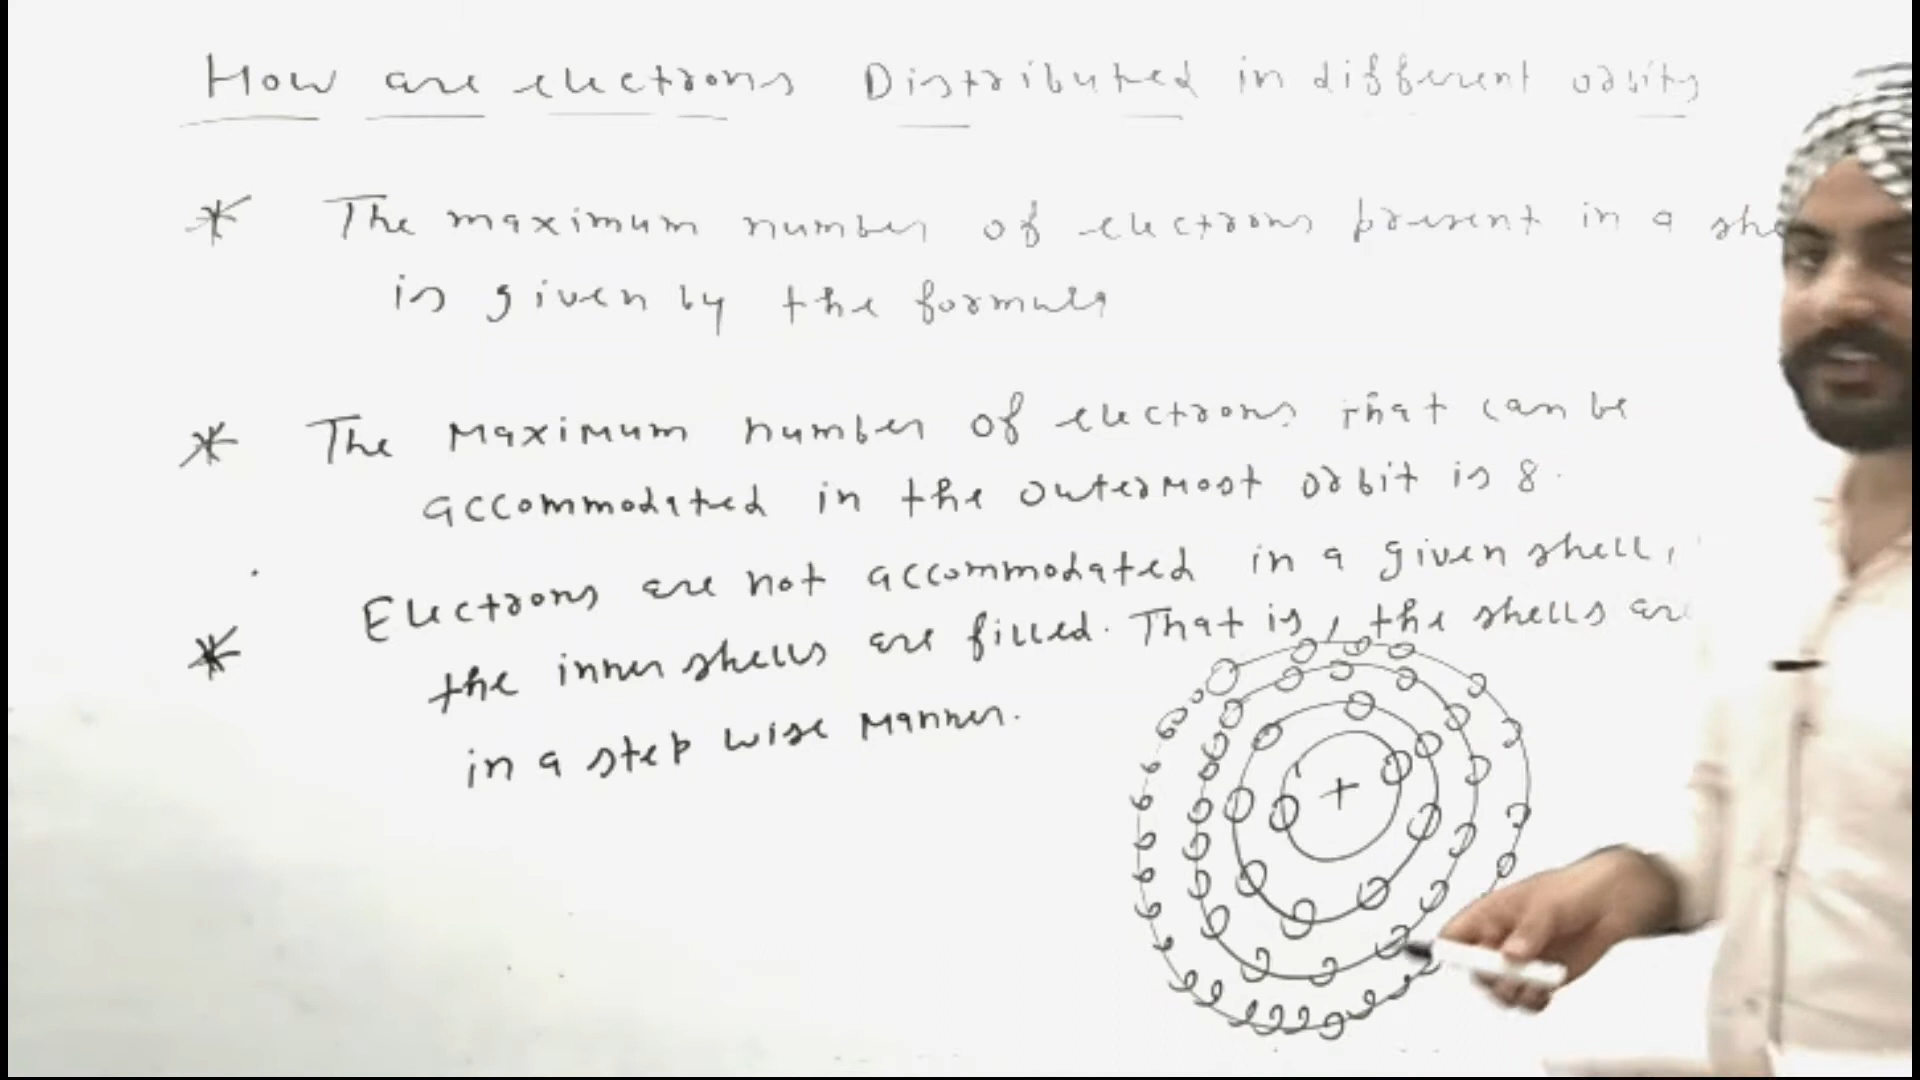 How are electrons Distributed in different orbits
* The maximum number of electrons present in a
is given by the formula
* The Maximum number of electrons that can be
accommodated in the outermost orbit is 8.
* Electrons are not accommodated in a given shell,
the inner shells are filled. That is, the shells are
in a step wise manner.
+